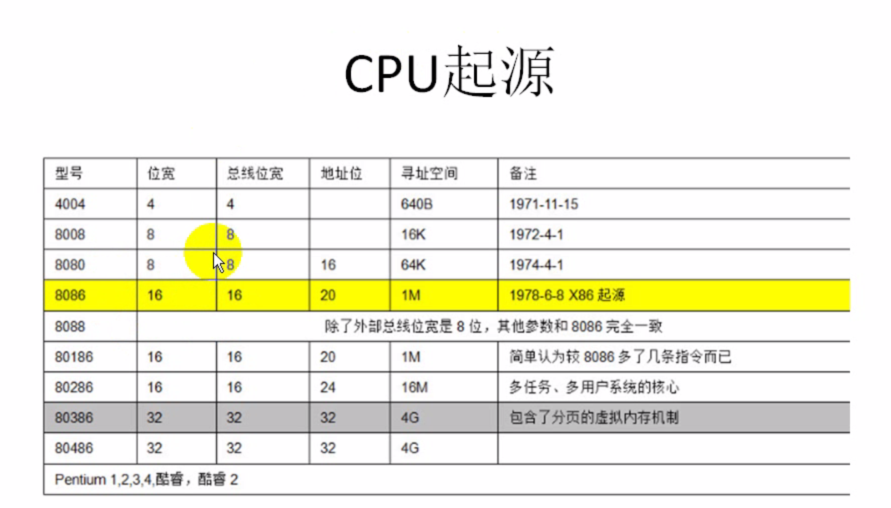 CPU起源
型号 位宽 总线位宽 地址位 寻址空间 备注
4004 4 4 640B 1971-11-15
8008 8 8 16K 1972-4-1
8080 8 8 16 64K 1974-4-1
8086 16 16 20 1M 1978-6-8 X86 起源
8088 除了外部总线位宽是 8 位，其他参数和 8086 完全一致
80186 16 16 20 1M 简单认为较 8086 多了几条指令而已
80286 16 16 24 16M 多任务、多用户系统的核心
80386 32 32 32 4G 包含了分页的虚拟内存机制
80486 32 32 32 4G
Pentium 1,2,3,4,酷睿，酷睿 2